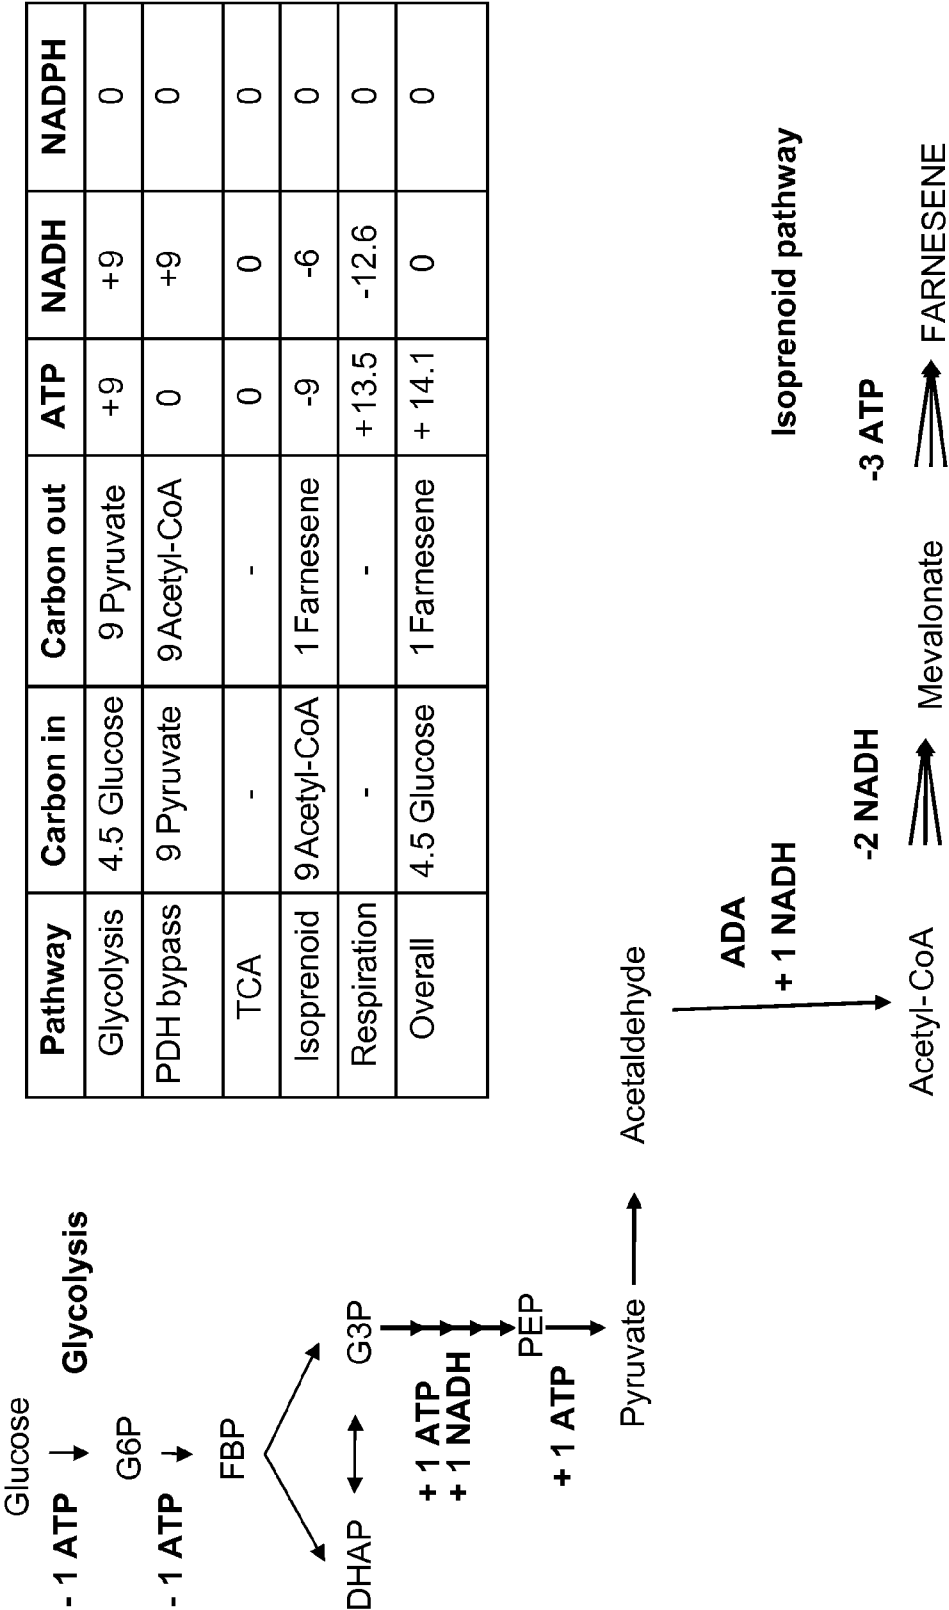 Glucose
- 1 ATP
Glycolysis
G6P
- 1 ATP
FBP
DHAP
G3P
+ 1 ATP
+ 1 NADH
PEP
+ 1 ATP
Pyruvate
Acetaldehyde
ADA
+ 1 NADH
Acetyl-CoA
-2 NADH
Mevalonate
-3 ATP
FARNESENE
Isoprenoid pathway
Pathway Carbon in Carbon out ATP NADH NADPH
Glycolysis 4.5 Glucose 9 Pyruvate +9 +9 0
PDH bypass 9 Pyruvate 9 Acetyl-CoA 0 +9 0
TCA - - 0 0 0
Isoprenoid 9 Acetyl-CoA 1 Farnesene -9 -6 0
Respiration - - +13.5 -12.6 0
Overall 4.5 Glucose 1 Farnesene + 14.1 0 0